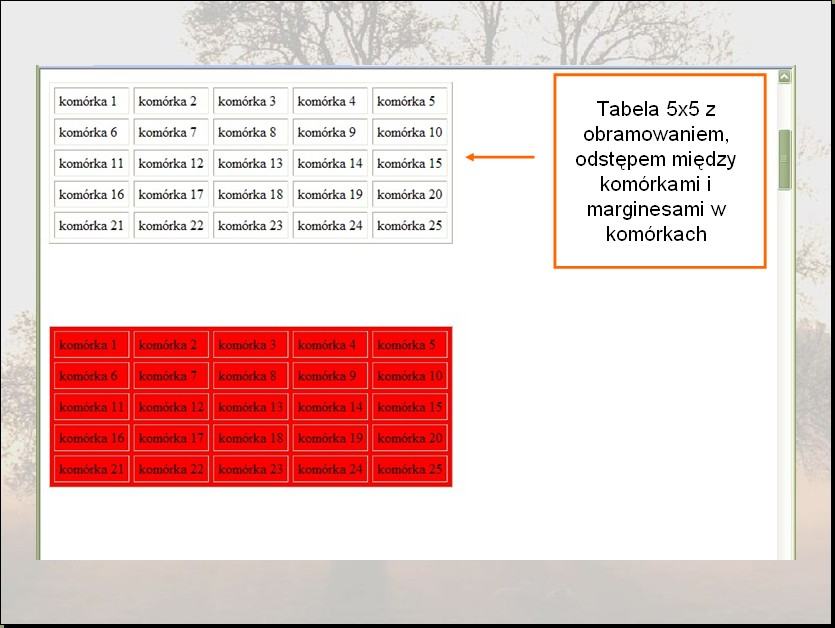 komórka 1 komórka 2 komórka 3 komórka 4 komórka 5
komórka 6 komórka 7 komórka 8 komórka 9 komórka 10
komórka 11 komórka 12 komórka 13 komórka 14 komórka 15
komórka 16 komórka 17 komórka 18 komórka 19 komórka 20
komórka 21 komórka 22 komórka 23 komórka 24 komórka 25
Tabela 5x5 z
obramowaniem,
odstępem między
komórkami i
marginesami w
komórkach
komórka 1 komórka 2 komórka 3 komórka 4 komórka 5
komórka 6 komórka 7 komórka 8 komórka 9 komórka 10
komórka 11 komórka 12 komórka 13 komórka 14 komórka 15
komórka 16 komórka 17 komórka 18 komórka 19 komórka 20
komórka 21 komórka 22 komórka 23 komórka 24 komórka 25